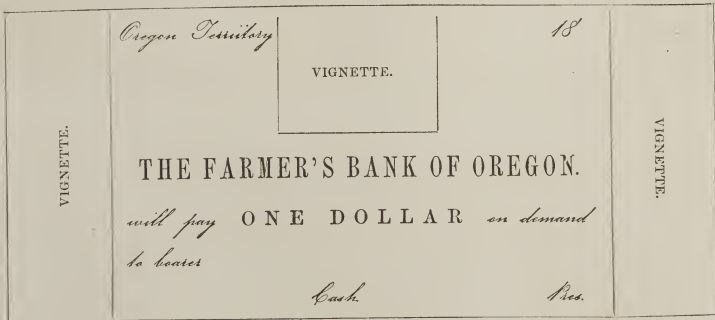 Oregon Territory 18
VIGNETTE.
VIGNETTE.
VIGNETTE.
THE FARMER'S BANK OF OREGON.
will pay ONE DOLLAR on demand
to bearer
Cash. Pres.